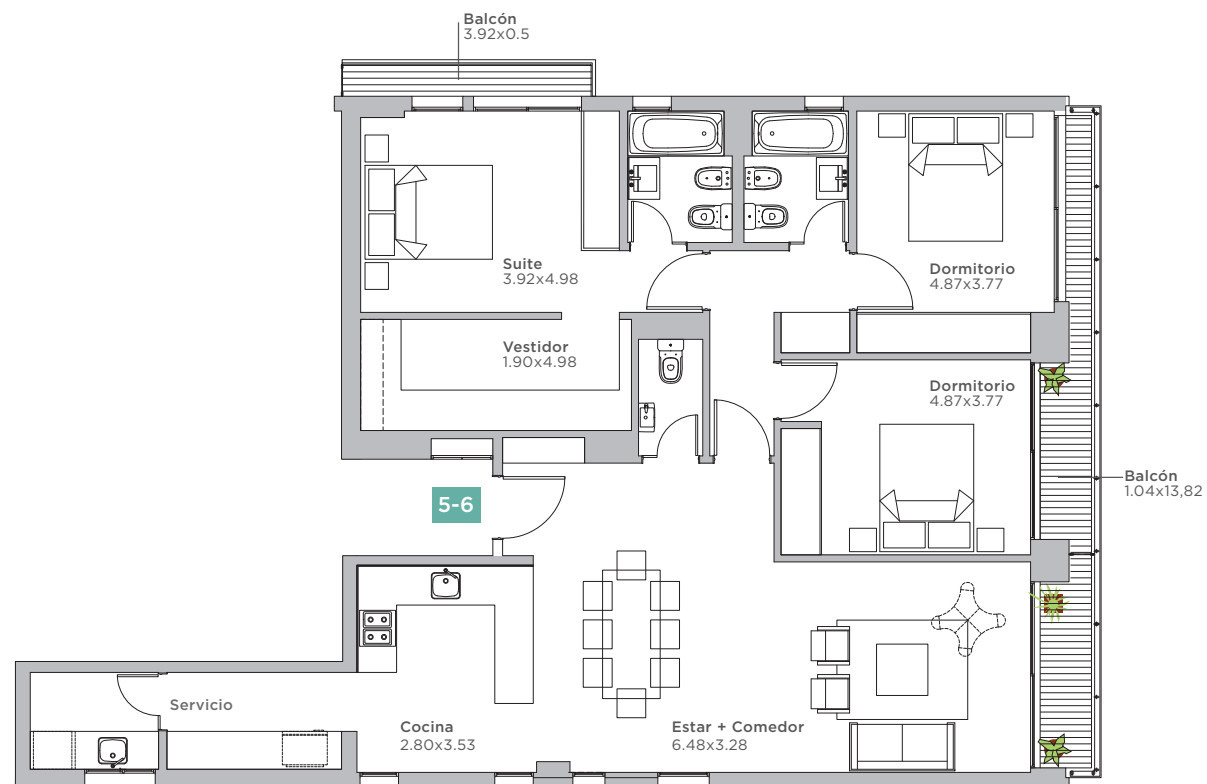 Balcón
3.92x0.5
Suite
3.92x4.98
Dormitorio
4.87x3.77
Vestidor
1.90x4.98
Dormitorio
4.87x3.77
Balcón
1.04x13,82
5-6
Servicio
Cocina
2.80x3.53
Estar + Comedor
6.48x3.28